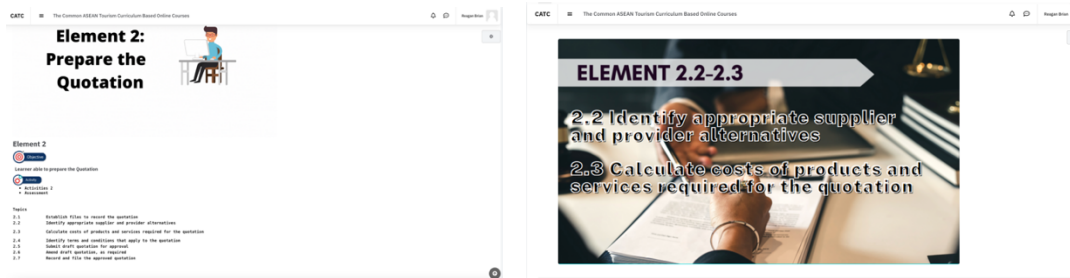 CATC
The Common ASEAN Tourism Curriculum Based Online Courses
Reagan Brian
Element 2:
Prepare the
Quotation
Element 2
Objective
Learner able to prepare the Quotation
Activity
Activities 2
Assessment
Topics
2.1 Establish files to record the quotation
2.2 Identify appropriate supplier and provider alternatives
2.3 Calculate costs of products and services required for the quotation
2.4 Identify terms and conditions that apply to the quotation
2.5 Submit draft quotation for approval
2.6 Amend draft quotation, as required
2.7 Record and file the approved quotation
CATC
The Common ASEAN Tourism Curriculum Based Online Courses
Reagan Brian
ELEMENT 2.2-2.3
2.2 Identify appropriate supplier
and provider alternatives
2.3 Calculate costs of products and
services required for the quotation